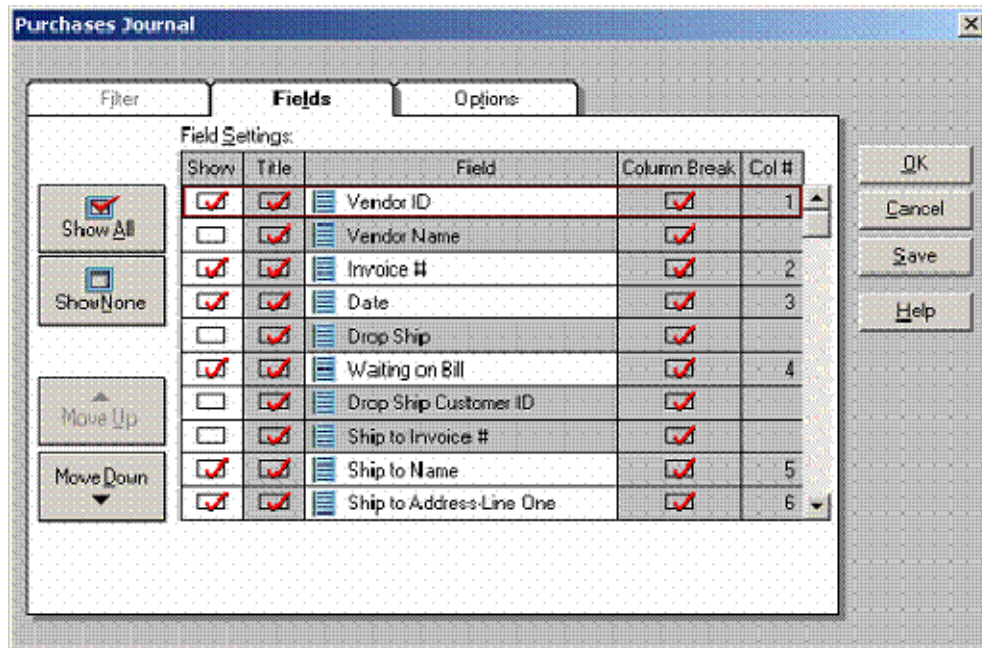 Purchases Journal
Filter Fields Options
Field Settings:
Show Title Field Column Break Col #
Vendor ID 1
Vendor Name
Invoice # 2
Date 3
Drop Ship
Waiting on Bill 4
Drop Ship Customer ID
Ship to Invoice #
Ship to Name 5
Ship to Address-Line One 6
Show All
Show None
Move Up
Move Down
OK
Cancel
Save
Help